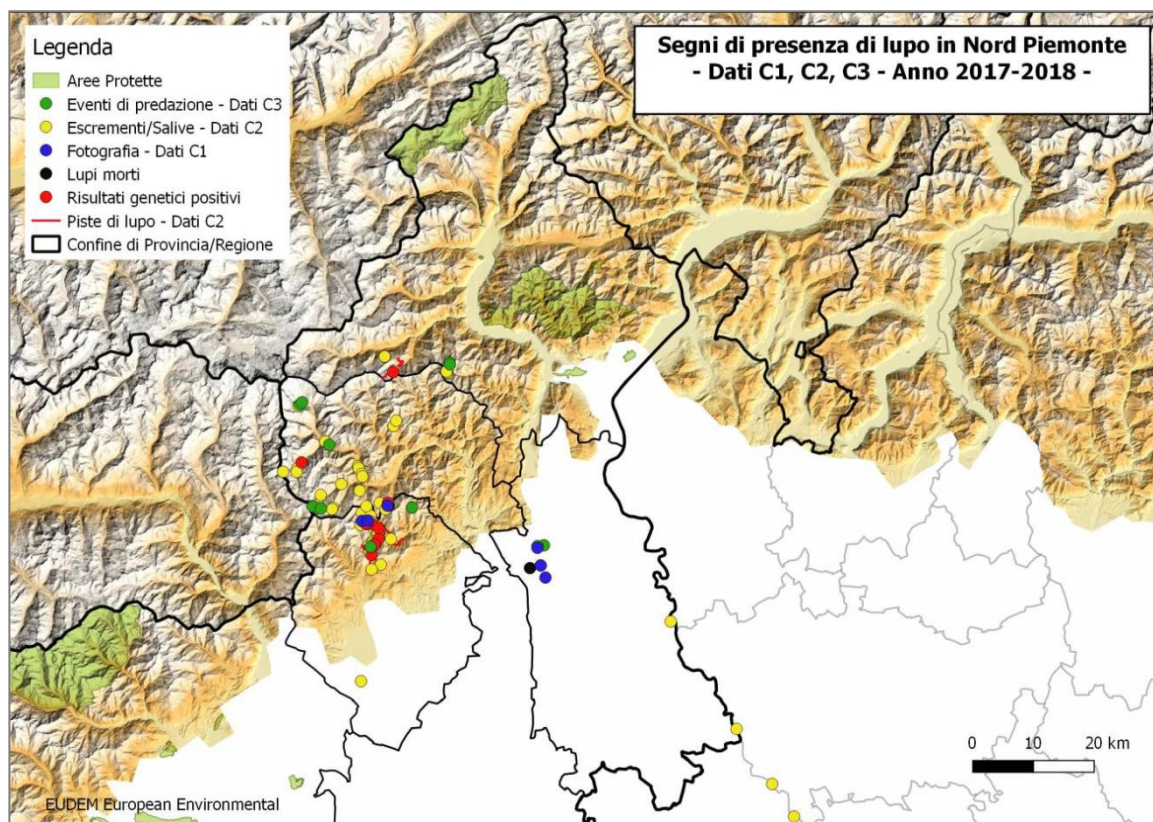 Legenda
Aree Protette
Eventi di predazione - Dati C3
Escrementi/Salive - Dati C2
Fotografia - Dati C1
Lupi morti
Risultati genetici positivi
Piste di lupo - Dati C2
Confine di Provincia/Regione
Segni di presenza di lupo in Nord Piemonte
- Dati C1, C2, C3 - Anno 2017-2018 -
0 10 20 km
EUDEM European Environmental